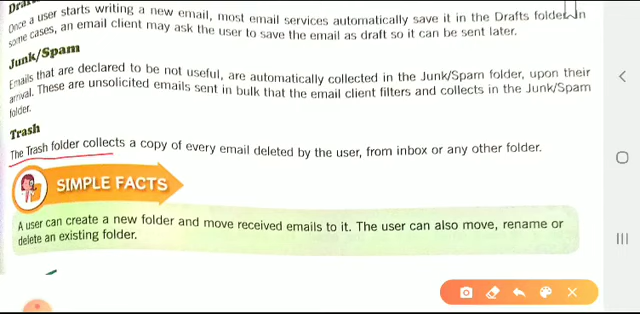 Once a user starts writing a new email, most email services automatically save it in the Drafts folder. In
some cases, an email client may ask the user to save the email as draft so it can be sent later.
Junk/Spam
Emails that are declared to be not useful, are automatically collected in the Junk/Spam folder, upon their
arrival. These are unsolicited emails sent in bulk that the email client filters and collects in the Junk/Spam
folder.
Trash
The Trash folder collects a copy of every email deleted by the user, from inbox or any other folder.
SIMPLE FACTS
A user can create a new folder and move received emails to it. The user can also move, rename or
delete an existing folder.